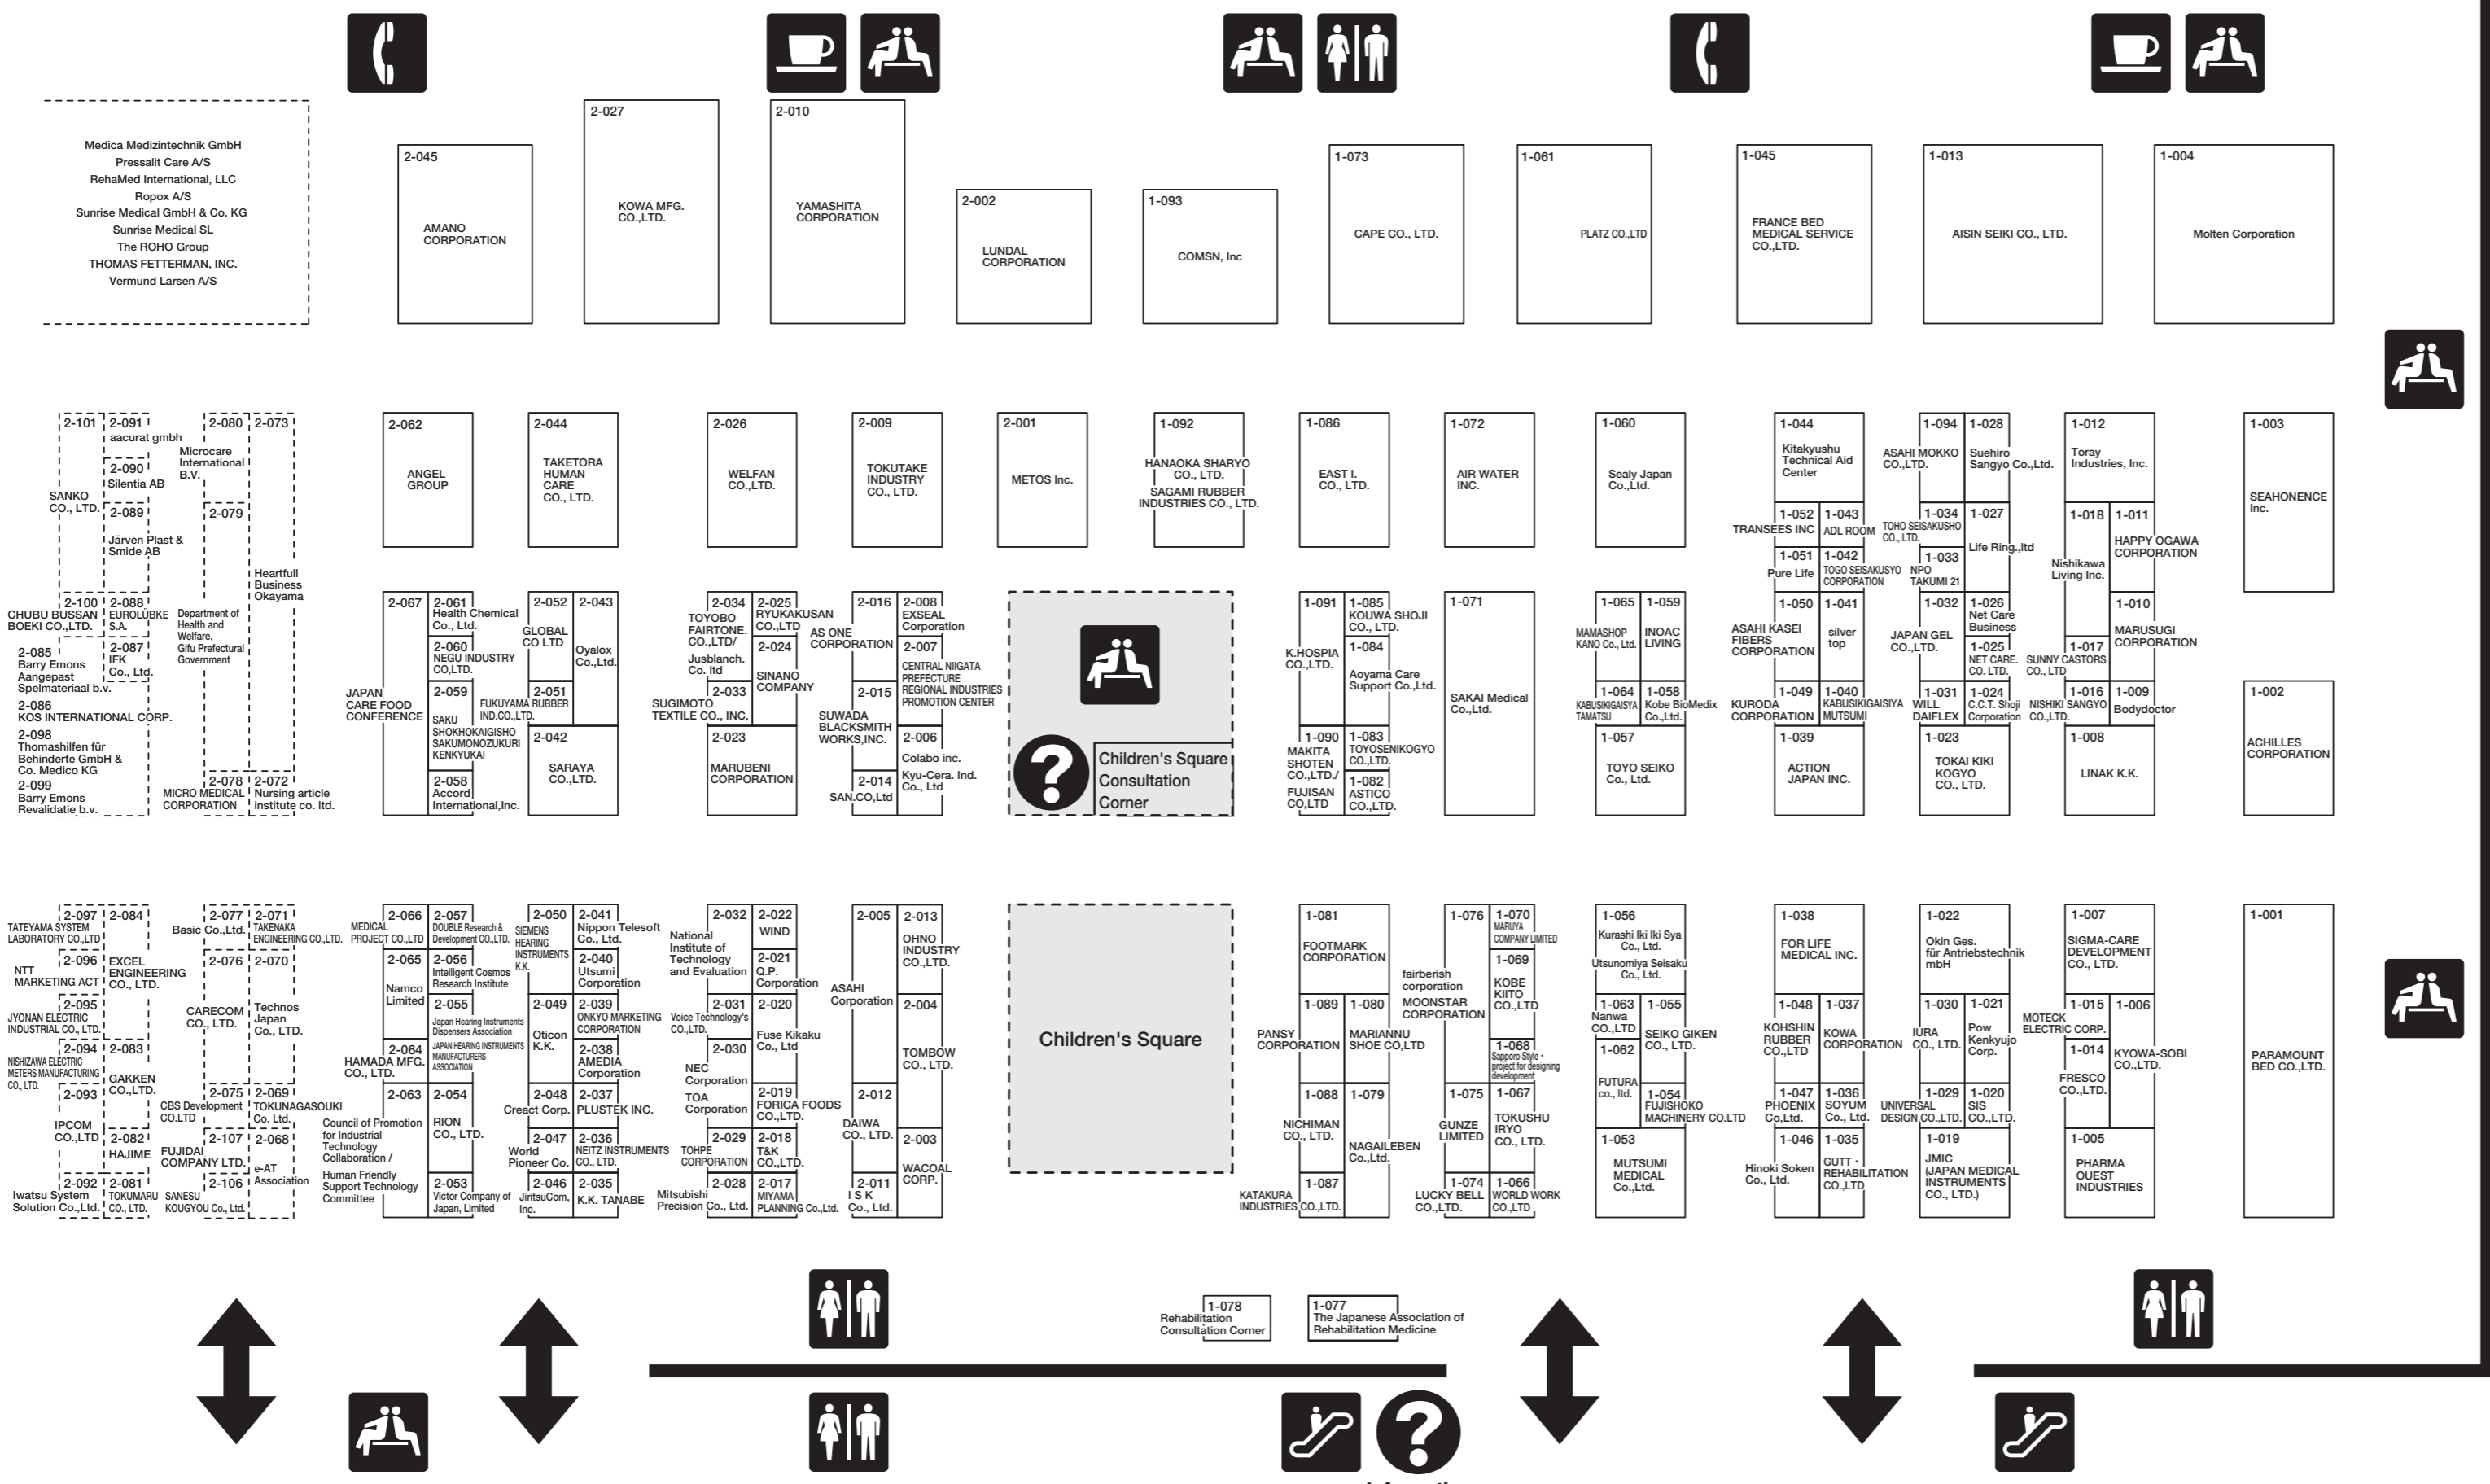 Medica Medizintechnik GmbH
Pressalit Care A/S
RehaMed International, LLC
Ropox A/S
Sunrise Medical GmbH & Co. KG
Sunrise Medical SL
The ROHO Group
THOMAS FETTERMAN, INC.
Vermund Larsen A/S
2-045
AMANO
CORPORATION
2-027
KOWA MFG.
CO.,LTD.
2-010
YAMASHITA
CORPORATION
2-002
LUNDAL
CORPORATION
1-093
COMSN, Inc
1-073
CAPE CO., LTD.
1-061
PLATZ CO.,LTD
1-045
FRANCE BED
MEDICAL SERVICE
CO.,LTD.
1-013
AISIN SEIKI CO., LTD.
1-004
Molten Corporation
2-101
SANKO
CO., LTD.
2-091
aacurat gmbh
2-090
Silentia AB
2-089
Järven Plast &
Smide AB
2-100
CHUBU BUSSAN
BOEKI CO.,LTD.
2-088
EUROLÜBKE
S.A.
2-087
IFK
Co., Ltd.
2-085
Barry Emons
Aangepast
Spelmateriaal b.v.
2-086
KOS INTERNATIONAL CORP.
2-098
Thomashilfen für
Behinderte GmbH &
Co. Medico KG
2-099
Barry Emons
Revalidatie b.v.
2-080
Microcare
International
B.V.
2-079
Department of
Health and
Welfare,
Gifu Prefectural
Government
2-073
Heartfull
Business
Okayama
2-078
MICRO MEDICAL
CORPORATION
2-072
Nursing article
institute co. ltd.
2-062
ANGEL
GROUP
2-067
JAPAN
CARE FOOD
CONFERENCE
2-061
Health Chemical
Co., Ltd.
2-060
NEGU INDUSTRY
CO,LTD.
2-059
SAKU
SHOKHOKAIGISHO
SAKUMONOZUKURI
KENKYUKAI
2-058
Accord
International,Inc.
2-044
TAKETORA
HUMAN
CARE
CO., LTD.
2-052
GLOBAL
CO LTD
2-043
Oyalox
Co.,Ltd.
2-051
FUKUYAMA RUBBER
IND.CO.,LTD.
2-042
SARAYA
CO.,LTD.
2-026
WELFAN
CO.,LTD.
2-034
TOYOBO
FAIRTONE.
CO.,LTD/
Jusblanch.
Co. ltd
2-025
RYUKAKUSAN
CO.,LTD
2-024
SINANO
COMPANY
2-033
SUGIMOTO
TEXTILE CO., INC.
2-023
MARUBENI
CORPORATION
2-009
TOKUTAKE
INDUSTRY
CO., LTD.
2-016
AS ONE
CORPORATION
2-008
EXSEAL
Corporation
2-007
CENTRAL NIIGATA
PREFECTURE
REGIONAL INDUSTRIES
PROMOTION CENTER
2-015
SUWADA
BLACKSMITH
WORKS,INC.
2-006
Colabo inc.
Kyu-Cera. Ind.
Co., Ltd
2-014
SAN.CO,Ltd
2-001
METOS Inc.
?
Children's Square
Consultation
Corner
1-092
HANAOKA SHARYO
CO., LTD.
SAGAMI RUBBER
INDUSTRIES CO., LTD.
1-086
EAST I.
CO., LTD.
1-091
K.HOSPIA
CO.,LTD.
1-085
KOUWA SHOJI
CO., LTD.
1-084
Aoyama Care
Support Co.,Ltd.
1-090
MAKITA
SHOTEN
CO.,LTD./
FUJISAN
CO,LTD
1-083
TOYOSENIKOGYO
CO.,LTD.
1-082
ASTICO
CO.,LTD.
1-072
AIR WATER
INC.
1-071
SAKAI Medical
Co.,Ltd.
1-060
Sealy Japan
Co.,Ltd.
1-065
MAMASHOP
KANO Co., Ltd.
1-059
INOAC
LIVING
1-064
KABUSIKIGAISYA
TAMATSU
1-058
Kobe BioMedix
Co.,Ltd.
1-057
TOYO SEIKO
Co., Ltd.
1-044
Kitakyushu
Technical Aid
Center
1-052
TRANSEES INC
1-043
ADL ROOM
1-051
Pure Life
1-042
TOGO SEISAKUSYO
CORPORATION
1-050
ASAHI KASEI
FIBERS
CORPORATION
1-041
silver
top
1-049
KURODA
CORPORATION
1-040
KABUSIKIGAISIYA
MUTSUMI
1-039
ACTION
JAPAN INC.
1-094
ASAHI MOKKO
CO.,LTD.
1-028
Suehiro
Sangyo Co.,Ltd.
1-034
TOHO SEISAKUSHO
CO., LTD.
1-027
Life Ring.,ltd
1-033
NPO
TAKUMI 21
1-032
JAPAN GEL
CO.,LTD.
1-026
Net Care
Business
1-025
NET CARE.
CO. LTD.
1-031
WILL
DAIFLEX
1-024
C.C.T. Shoji
Corporation
1-023
TOKAI KIKI
KOGYO
CO., LTD.
1-012
Toray
Industries, Inc.
1-018
Nishikawa
Living Inc.
1-011
HAPPY OGAWA
CORPORATION
1-010
MARUSUGI
CORPORATION
1-017
SUNNY CASTORS
CO., LTD
1-016
NISHIKI SANGYO
CO.,LTD.
1-009
Bodydoctor
1-008
LINAK K.K.
1-003
SEAHONENCE
Inc.
1-002
ACHILLES
CORPORATION
2-097
TATEYAMA SYSTEM
LABORATORY CO.,LTD
2-084
EXCEL
ENGINEERING
CO., LTD.
2-096
NTT
MARKETING ACT
2-095
JYONAN ELECTRIC
INDUSTRIAL CO., LTD.
2-094
NISHIZAWA ELECTRIC
METERS MANUFACTURING
CO., LTD.
2-083
GAKKEN
CO.,LTD.
2-093
IPCOM
CO.,LTD
2-082
HAJIME
2-092
Iwatsu System
Solution Co.,Ltd.
2-081
TOKUMARU
CO., LTD.
2-077
Basic Co.,Ltd.
2-071
TAKENAKA
ENGINEERING CO.,LTD.
2-076
CARECOM
CO., LTD.
2-070
Technos
Japan
Co., LTD.
2-075
CBS Development
CO.LTD
2-069
TOKUNAGASOUKI
Co. Ltd.
2-107
FUJIDAI
COMPANY LTD.
2-068
e-AT
Association
2-106
SANESU
KOUGYOU Co., Ltd.
2-066
MEDICAL
PROJECT CO.,LTD
2-057
DOUBLE Research &
Development CO.,LTD.
2-065
Namco
Limited
2-056
Intelligent Cosmos
Research Institute
2-055
Japan Hearing Instruments
Dispensers Association
JAPAN HEARING INSTRUMENTS
MANUFACTURERS
ASSOCIATION
2-064
HAMADA MFG.
CO., LTD.
2-063
Council of Promotion
for Industrial
Technology
Collaboration /
Human Friendly
Support Technology
Committee
2-054
RION
CO., LTD.
2-053
Victor Company of
Japan, Limited
2-050
SIEMENS
HEARING
INSTRUMENTS
K.K.
2-041
Nippon Telesoft
Co., Ltd.
2-040
Utsumi
Corporation
2-049
Oticon
K.K.
2-039
ONKYO MARKETING
CORPORATION
2-038
AMEDIA
Corporation
2-048
Creact Corp.
2-037
PLUSTEK INC.
2-047
World
Pioneer Co.
2-036
NEITZ INSTRUMENTS
CO., LTD.
2-046
JiritsuCom,
Inc.
2-035
K.K. TANABE
2-032
National
Institute of
Technology
and Evaluation
2-022
WIND
2-021
Q.P.
Corporation
2-031
Voice Technology's
CO.,LTD.
2-020
Fuse Kikaku
Co., Ltd
2-030
NEC
Corporation
TOA
Corporation
2-019
FORICA FOODS
CO.,LTD.
2-029
TOHPE
CORPORATION
2-018
T&K
CO.,LTD.
2-028
Mitsubishi
Precision Co., Ltd.
2-017
MIYAMA
PLANNING Co.,Ltd.
2-005
ASAHI
Corporation
2-013
OHNO
INDUSTRY
CO.,LTD.
2-004
TOMBOW
CO., LTD.
2-012
DAIWA
CO., LTD.
2-003
WACOAL
CORP.
2-011
I S K
Co., Ltd.
Children's Square
1-081
FOOTMARK
CORPORATION
1-089
PANSY
CORPORATION
1-080
MARIANNU
SHOE CO,LTD
1-088
NICHIMAN
CO., LTD.
1-079
NAGAILEBEN
Co.,Ltd.
1-087
KATAKURA
INDUSTRIES CO.,LTD.
1-076
fairberish
corporation
MOONSTAR
CORPORATION
1-070
MARUYA
COMPANY LIMITED
1-069
KOBE
KIITO
CO.,LTD
1-068
Sapporo Style・
project for designing
development
1-075
GUNZE
LIMITED
1-067
TOKUSHU
IRYO
CO., LTD.
1-074
LUCKY BELL
CO.,LTD.
1-066
WORLD WORK
CO.,LTD
1-056
Kurashi Iki Iki Sya
Co., Ltd.
Utsunomiya Seisaku
Co., Ltd.
1-063
Nanwa
CO.,LTD
1-055
SEIKO GIKEN
CO., LTD.
1-062
FUTURA
co., ltd.
1-054
FUJISHOKO
MACHINERY CO.LTD
1-053
MUTSUMI
MEDICAL
Co.,Ltd.
1-038
FOR LIFE
MEDICAL INC.
1-048
KOHSHIN
RUBBER
CO.,LTD
1-037
KOWA
CORPORATION
1-047
PHOENIX
Co,Ltd.
1-036
SOYUM
Co., Ltd.
1-046
Hinoki Soken
Co., Ltd.
1-035
GUTT・
REHABILITATION
CO.,LTD
1-022
Okin Ges.
für Antriebstechnik
mbH
1-030
IURA
CO., LTD.
1-021
Pow
Kenkyujo
Corp.
1-029
UNIVERSAL
DESIGN CO.,LTD.
1-020
SIS
CO.,LTD.
1-019
JMIC
(JAPAN MEDICAL
INSTRUMENTS
CO., LTD.)
1-007
SIGMA-CARE
DEVELOPMENT
CO., LTD.
1-015
MOTECK
ELECTRIC CORP.
1-006
KYOWA-SOBI
CO.,LTD.
1-014
FRESCO
CO.,LTD.
1-005
PHARMA
OUEST
INDUSTRIES
1-001
PARAMOUNT
BED CO.,LTD.
1-078
Rehabilitation
Consultation Corner
1-077
The Japanese Association of
Rehabilitation Medicine
?